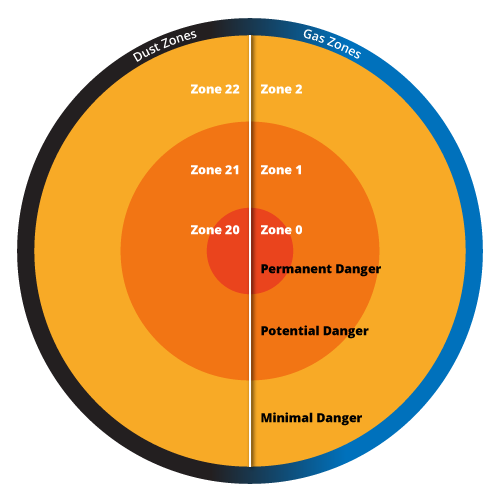 Dust Zones
Gas Zones
Zone 22
Zone 2
Zone 21
Zone 1
Zone 20
Zone 0
Permanent Danger
Potential Danger
Minimal Danger